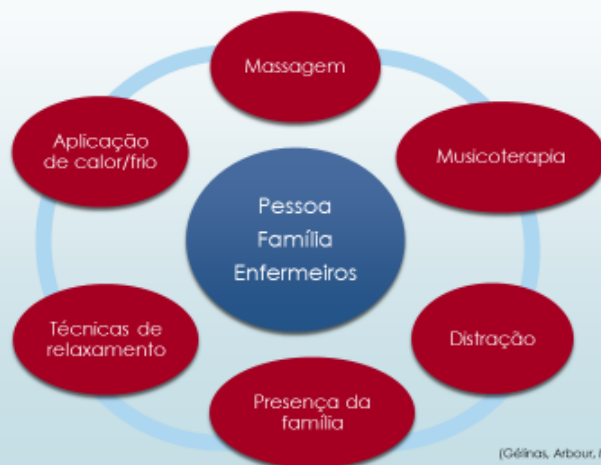 Massagem
Musicoterapia
Distração
Presença da
família
Técnicas de
relaxamento
Aplicação
de calor/frio
Pessoa
Família
Enfermeiros
(Gélinas, Arbour,